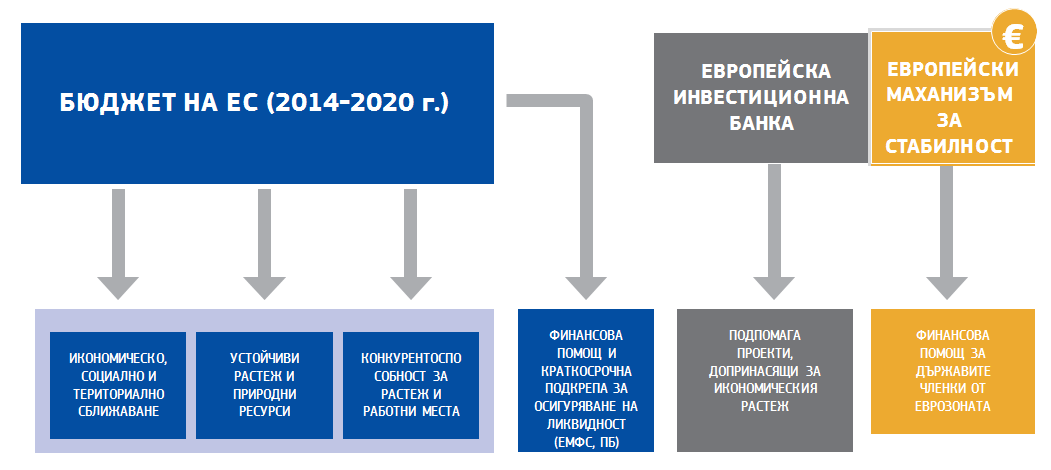 БЮДЖЕТ НА ЕС (2014-2020 г.)
ЕВРОПЕЙСКА
ИНВЕСТИЦИОННА
БАНКА
€
ЕВРОПЕЙСКИ
МАХАНИЗЪМ
ЗА
СТАБИЛНОСТ
ИКОНОМИЧЕСКО,
СОЦИАЛНО И
ТЕРИТОРИАЛНО
СБЛИЖАВАНЕ
УСТОЙЧИВИ
РАСТЕЖ И
ПРИРОДНИ
РЕСУРСИ
КОНКУРЕНТОСПО
СОБНОСТ ЗА
РАСТЕЖ И
РАБОТНИ МЕСТА
ФИНАНСОВА
ПОМОЩ И
КРАТКОСРОЧНА
ПОДКРЕПА ЗА
ОСИГУРЯВАНЕ НА
ЛИКВИДНОСТ
(ЕМФС, ПБ)
ПОДПОМАГА
ПРОЕКТИ,
ДОПРИНАСЯЩИ ЗА
ИКОНОМИЧЕСКИЯ
РАСТЕЖ
ФИНАНСОВА
ПОМОЩ ЗА
ДЪРЖАВИТЕ
ЧЛЕНКИ ОТ
ЕВРОЗОНАТА